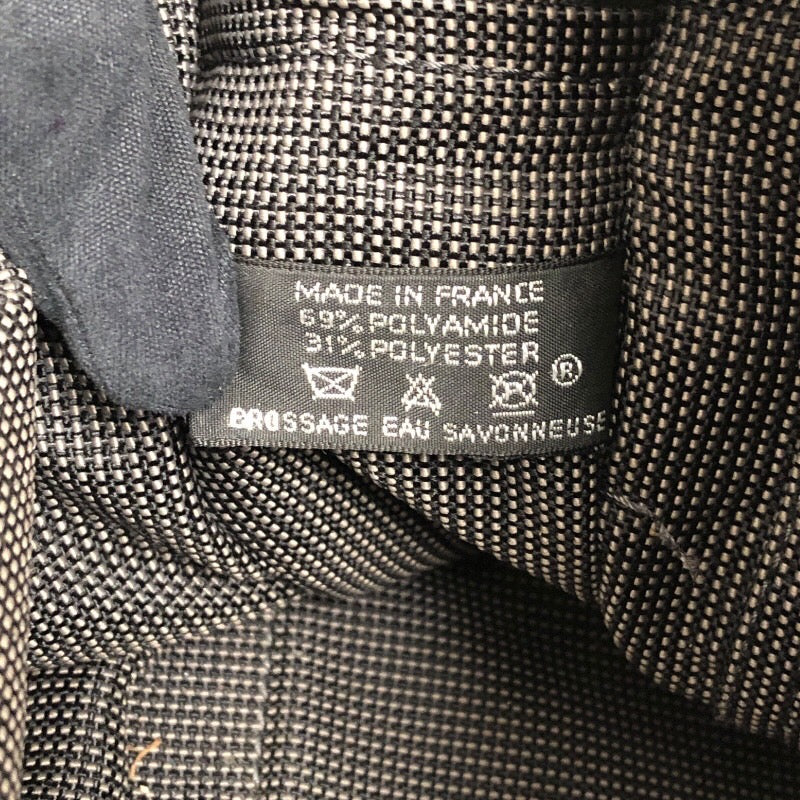 MADE IN FRANCE
69% POLYAMIDE
31% POLYESTER
®
BROSSAGE EAU SAVONNEUSE